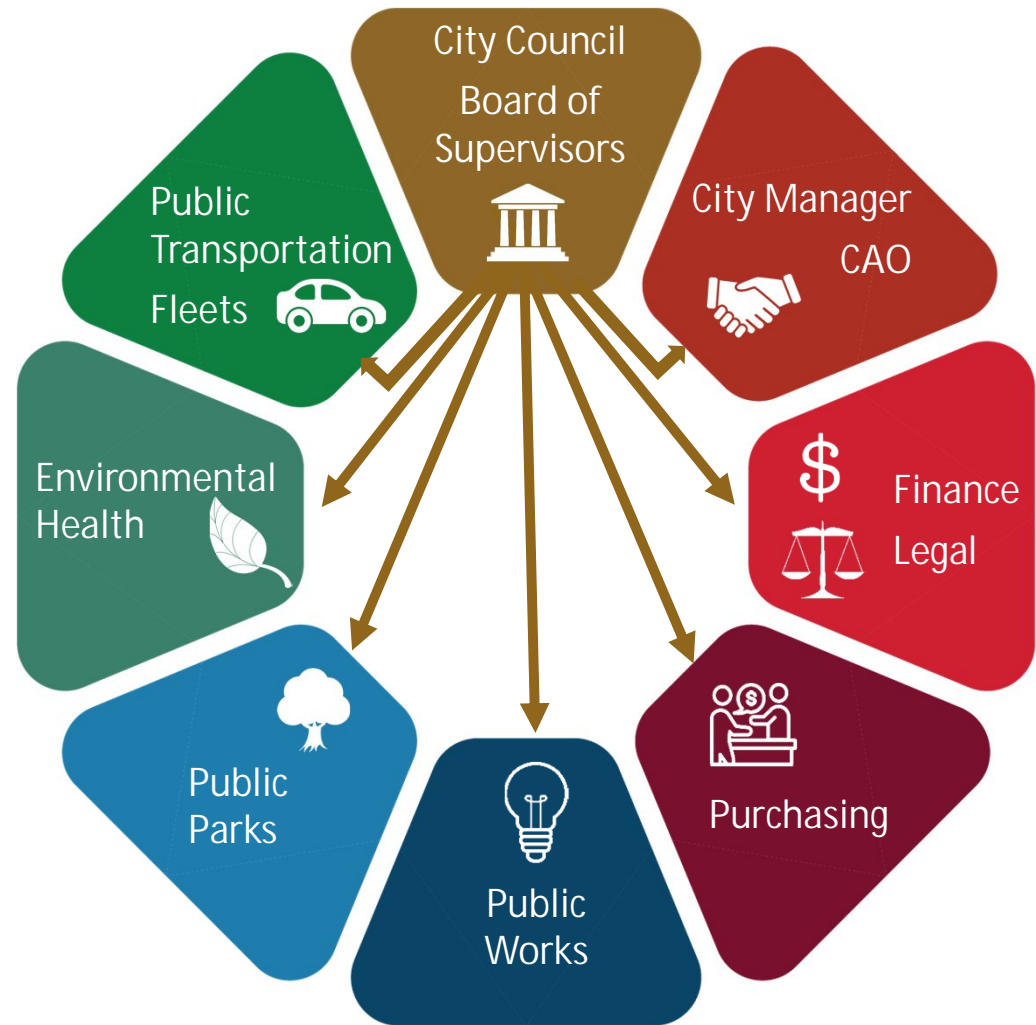 City Council
Board of
Supervisors
City Manager
CAO
$
Finance
Legal
$
Purchasing
Public
Works
Public
Parks
Environmental
Health
Public
Transportation
Fleets